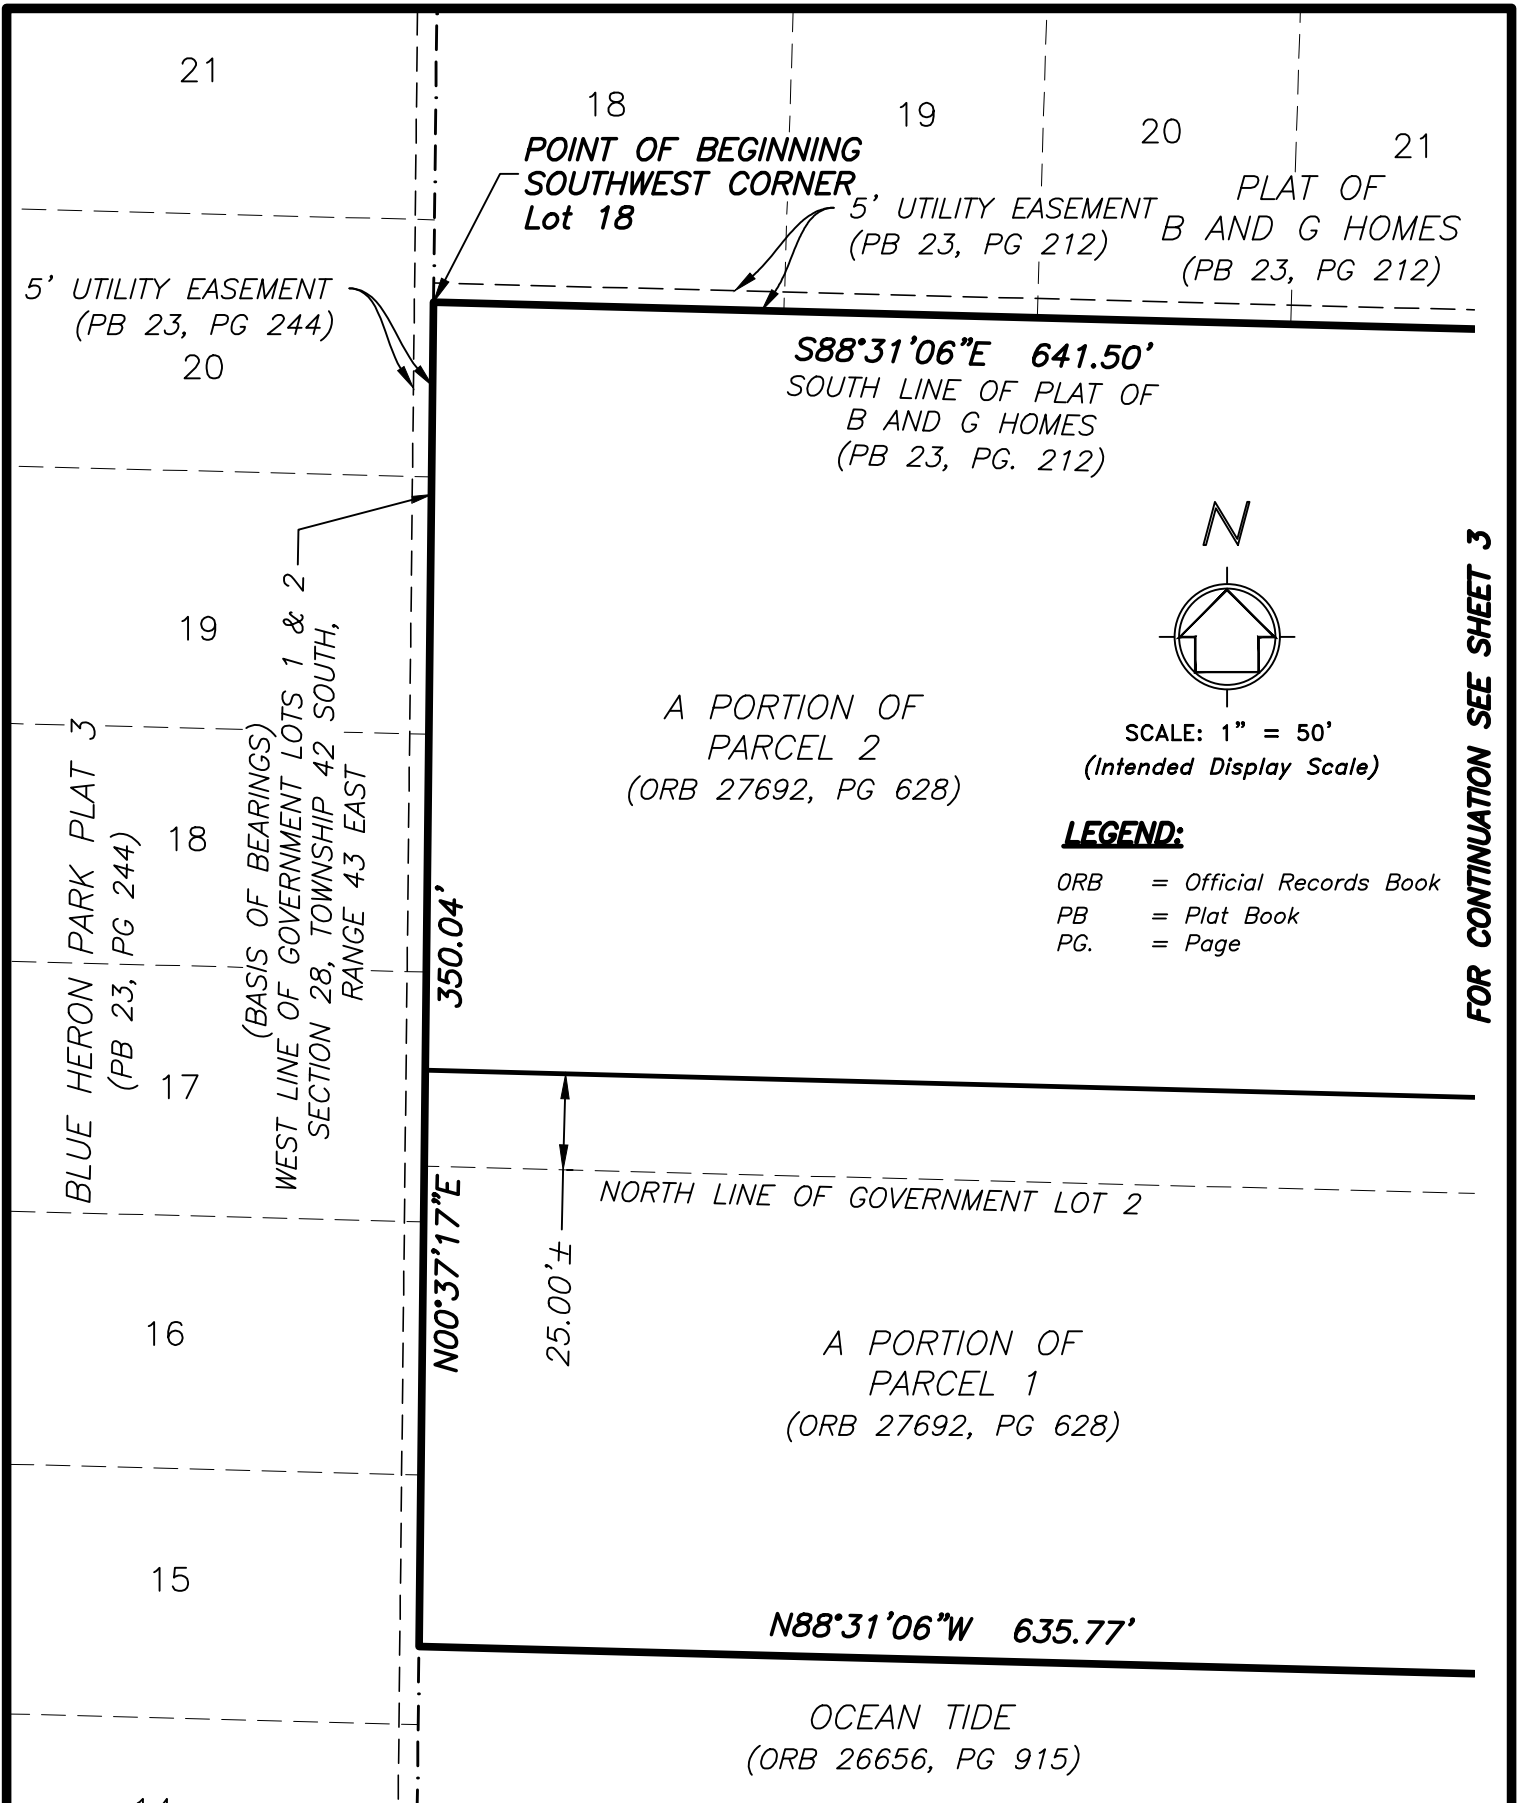 21
18
19
20
21
POINT OF BEGINNING
SOUTHWEST CORNER
Lot 18
5' UTILITY EASEMENT
(PB 23, PG 212)
PLAT OF
B AND G HOMES
(PB 23, PG 212)
5' UTILITY EASEMENT
(PB 23, PG 244)
20
S88°31'06"E 641.50'
SOUTH LINE OF PLAT OF
B AND G HOMES
(PB 23, PG. 212)
N
SCALE: 1" = 50'
(Intended Display Scale)
LEGEND:
ORB = Official Records Book
PB = Plat Book
PG. = Page
FOR CONTINUATION SEE SHEET 3
19
A PORTION OF
PARCEL 2
(ORB 27692, PG 628)
BLUE HERON PARK PLAT 3
(PB 23, PG 244)
18
(BASIS OF BEARINGS)
WEST LINE OF GOVERNMENT LOTS 1 & 2
SECTION 28, TOWNSHIP 42 SOUTH,
RANGE 43 EAST
350.04'
17
N00°37'17"E
NORTH LINE OF GOVERNMENT LOT 2
25.00'±
16
A PORTION OF
PARCEL 1
(ORB 27692, PG 628)
15
N88°31'06"W 635.77'
OCEAN TIDE
(ORB 26656, PG 915)